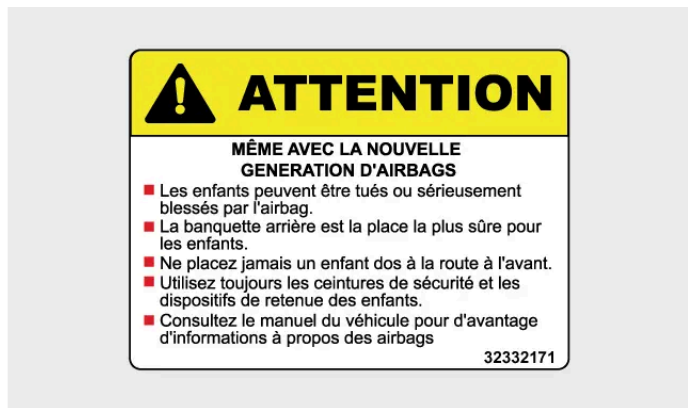 ATTENTION
MÊME AVEC LA NOUVELLE
GENERATION D'AIRBAGS
Les enfants peuvent être tués ou sérieusement
blessés par l'airbag.
La banquette arrière est la place la plus sûre pour
les enfants.
Ne placez jamais un enfant dos à la route à l'avant.
Utilisez toujours les ceintures de sécurité et les
dispositifs de retenue des enfants.
Consultez le manuel du véhicule pour d'avantage
d'informations à propos des airbags
32332171